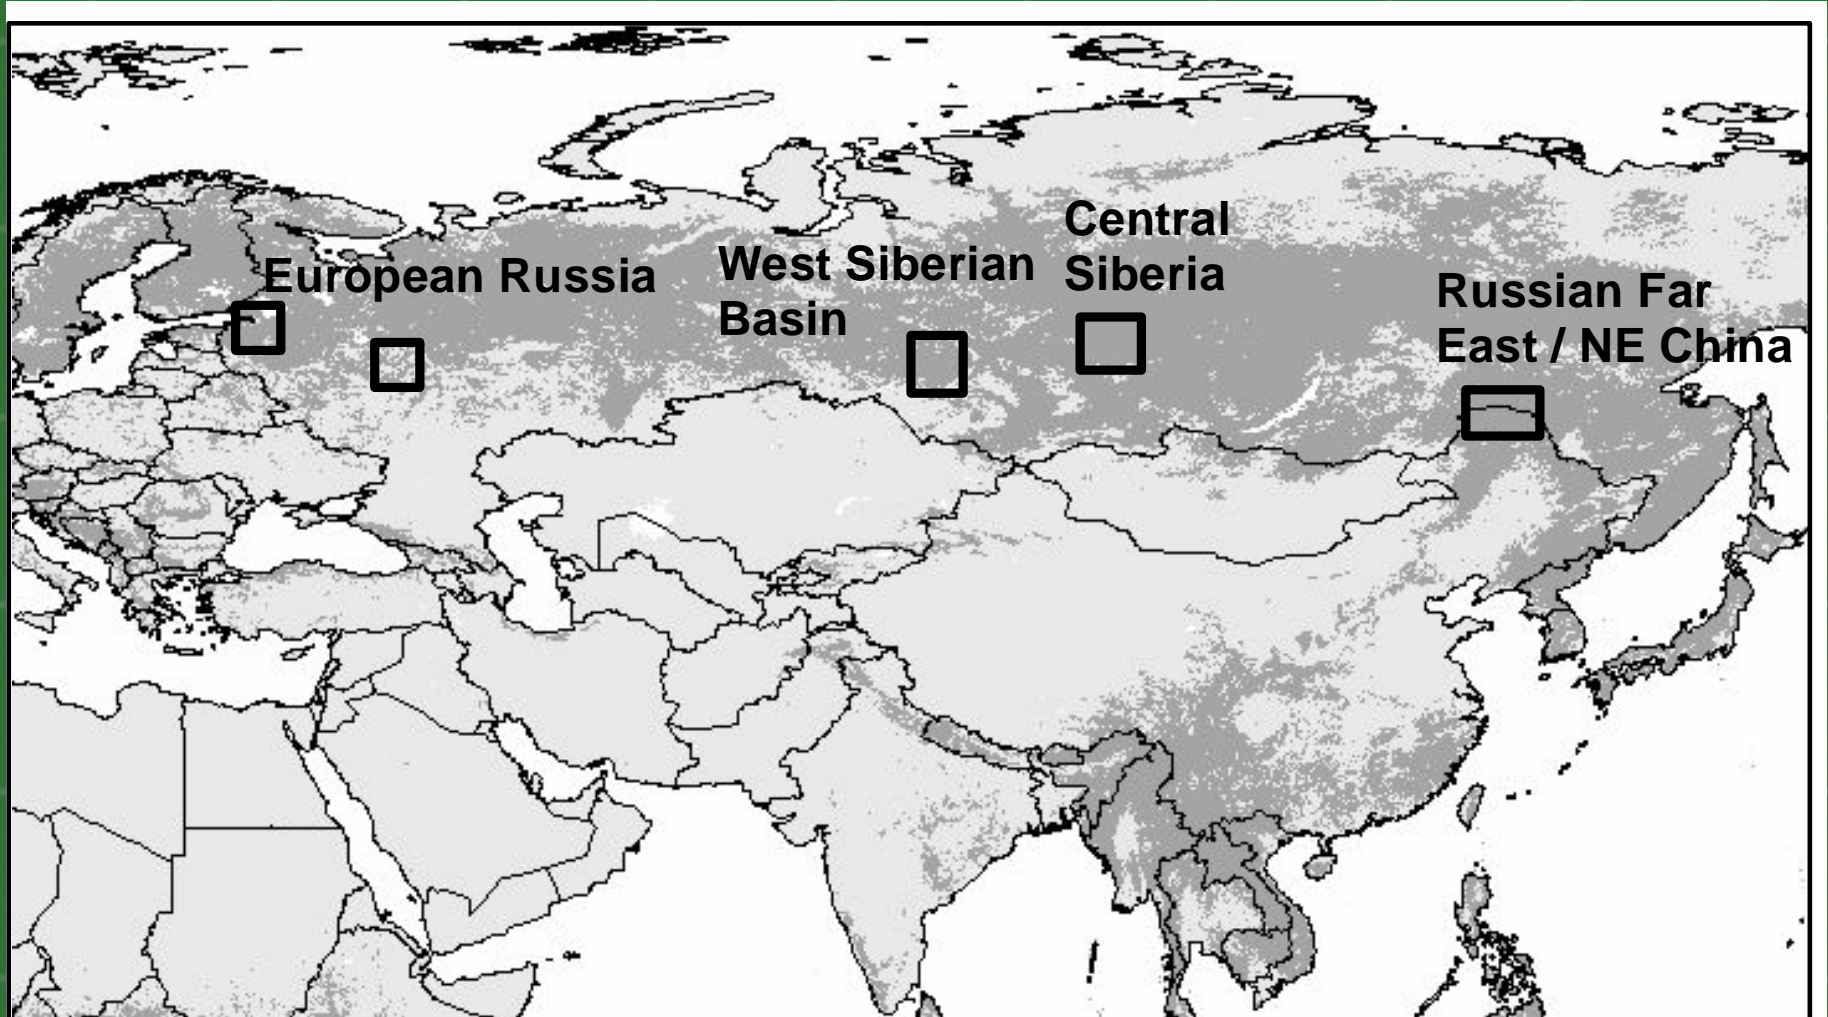 European Russia
West Siberian
Basin
Central
Siberia
Russian Far
East / NE China